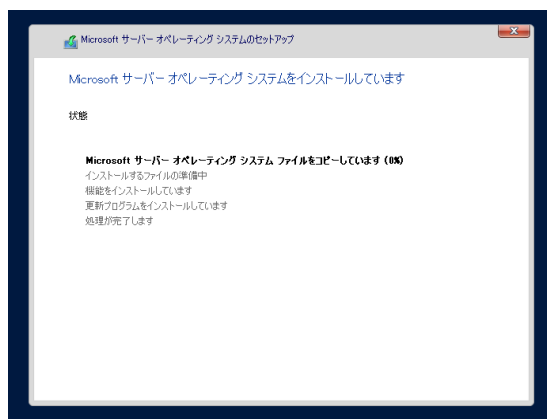 Microsoft サーバー オペレーティング システムのセットアップ
Microsoft サーバー オペレーティング システムをインストールしています
状態
Microsoft サーバー オペレーティング システム ファイルをコピーしています (0%)
インストールするファイルの準備中
機能をインストールしています
更新プログラムをインストールしています
処理が完了します